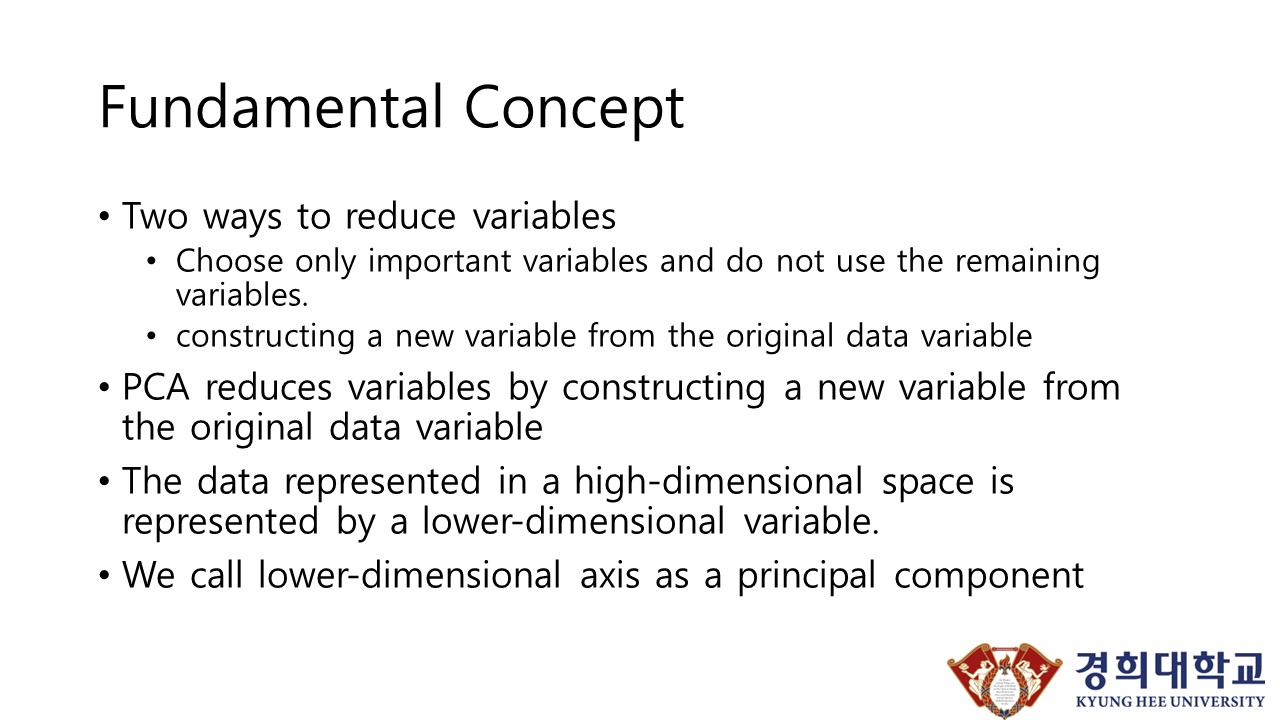 Fundamental Concept
• Two ways to reduce variables
• Choose only important variables and do not use the remaining
variables.
• constructing a new variable from the original data variable
• PCA reduces variables by constructing a new variable from
the original data variable
• The data represented in a high-dimensional space is
represented by a lower-dimensional variable.
• We call lower-dimensional axis as a principal component
경희대학교
KYUNG HEE UNIVERSITY